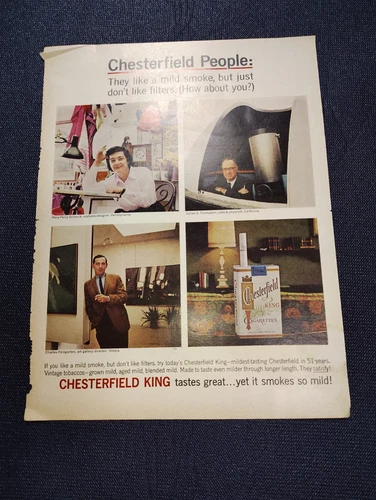 Chesterfield People:
They like a mild smoke, but just
don't like filters. (How about you?)
Chesterfield
KING
CIGARETTES
If you like a mild smoke, but don't like filters, try today's Chesterfield King—mildest-tasting Chesterfield in 51 years.
Vintage tobaccos—grown mild, aged mild, blended mild. Made to taste even milder through longer length. They satisfy!
CHESTERFIELD KING tastes great...yet it smokes so mild!